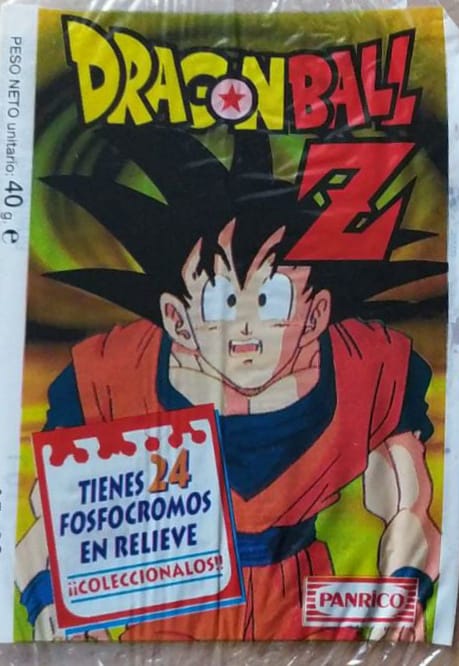 DRAGON BALL
Z
PESO NETO unitario: 40 g. e
TIENES 24
FOSFOCROMOS
EN RELIEVE
¡¡COLECCIONALOS!!
PANRICO